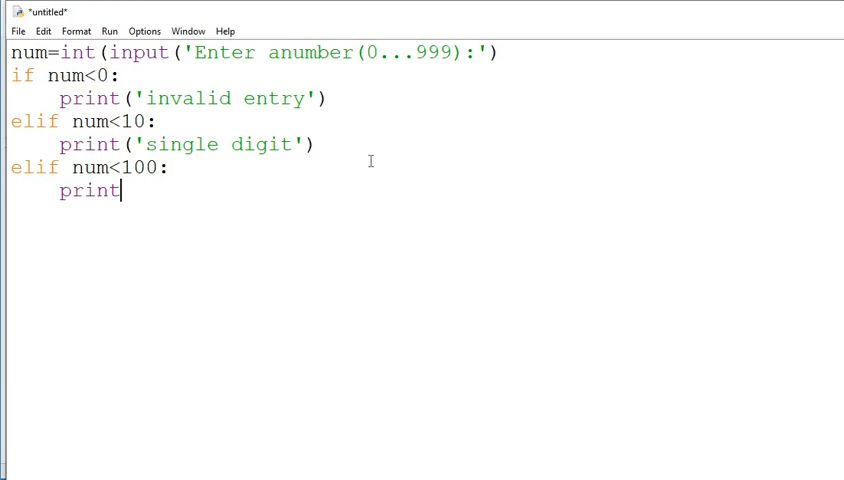 *untitled*
File Edit Format Run Options Window Help
num=int(input('Enter anumber(0...999):')
if num<0:
    print('invalid entry')
elif num<10:
    print('single digit')
elif num<100:
    print